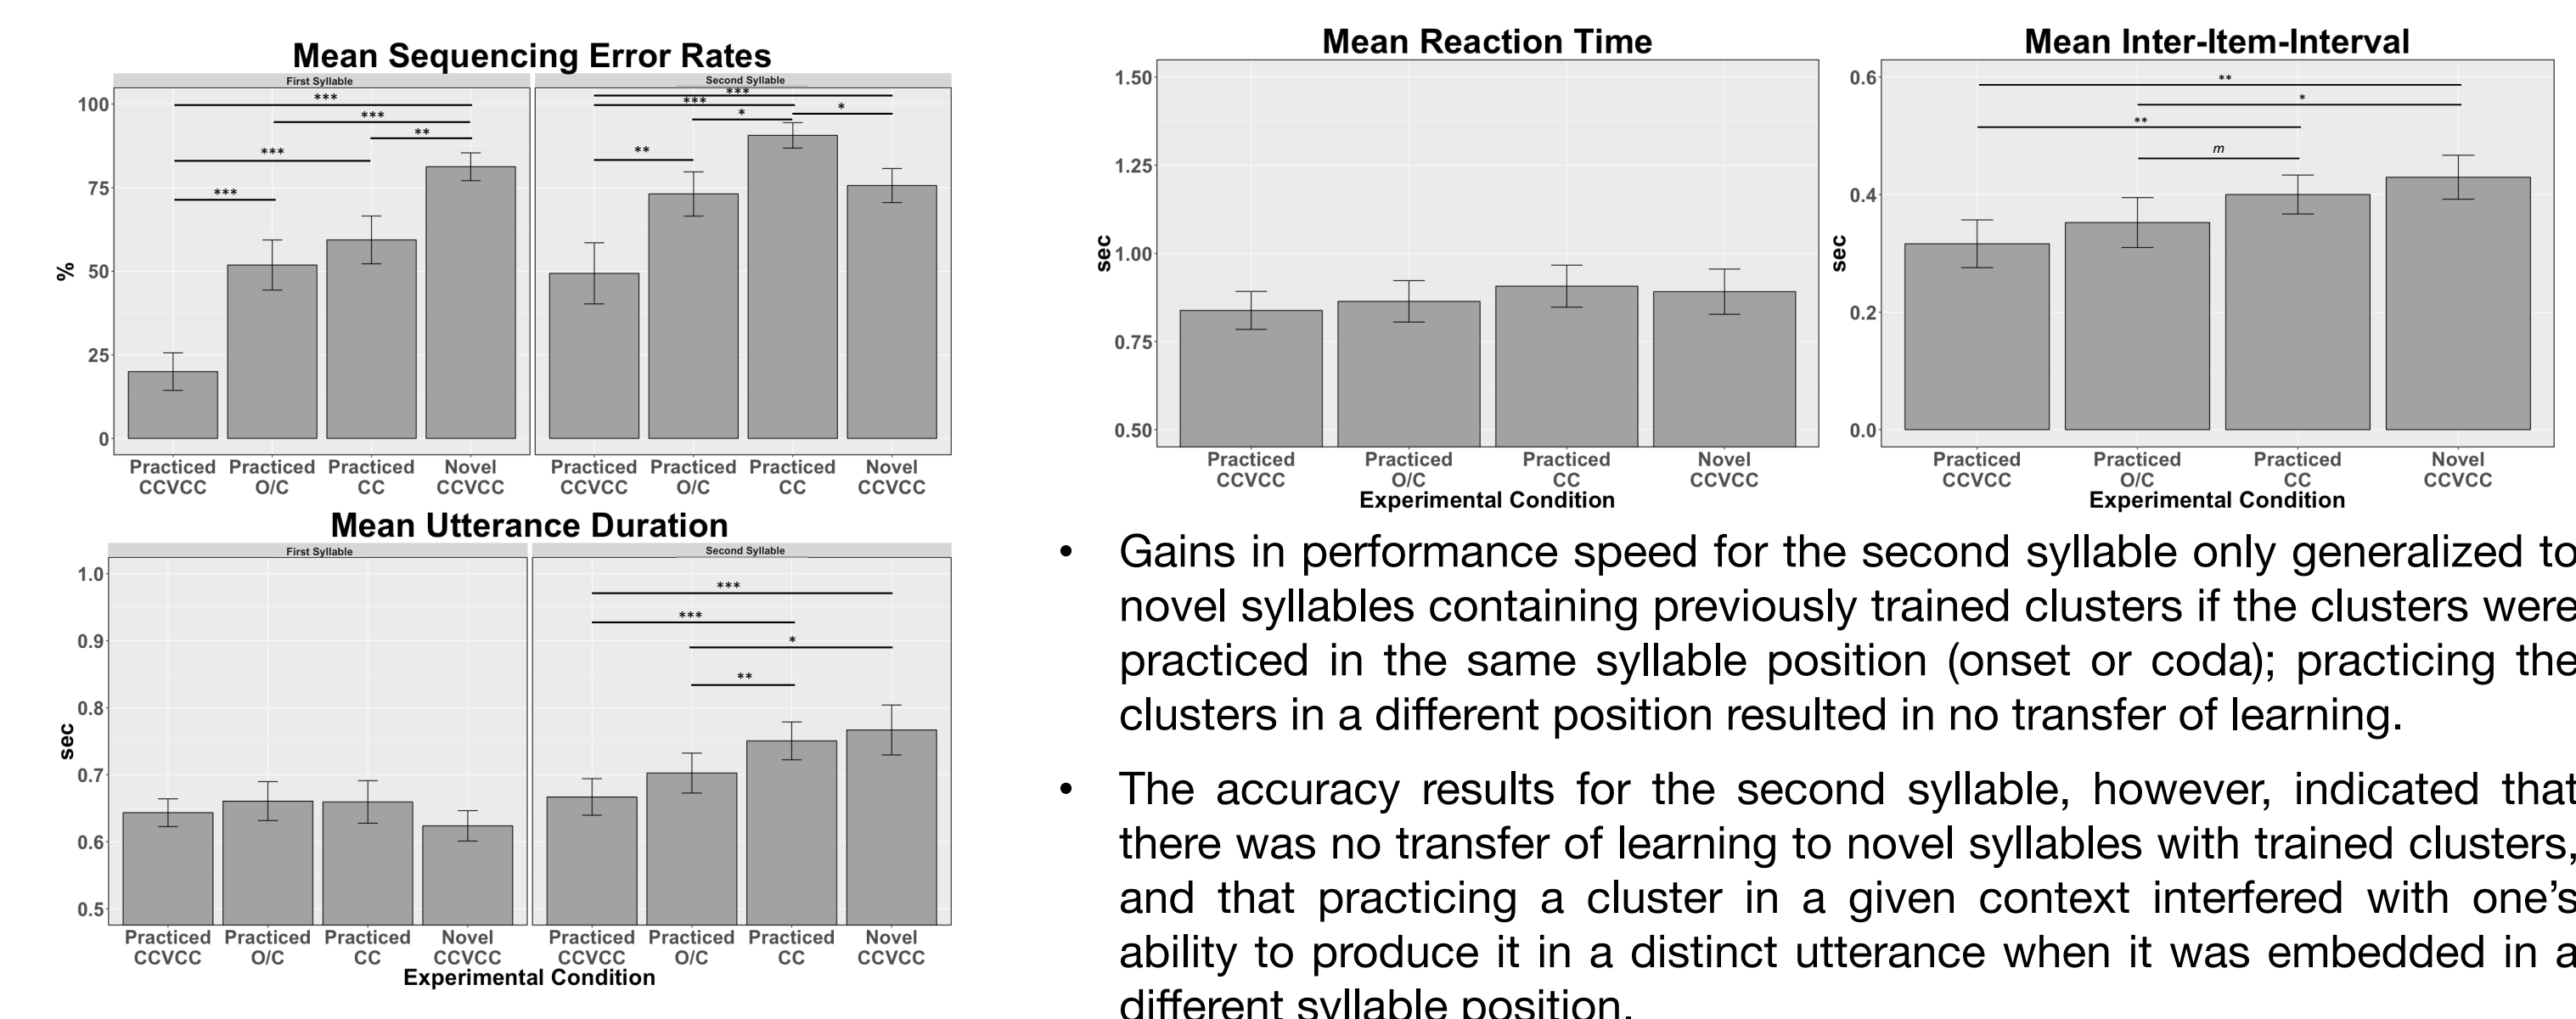 Mean Sequencing Error Rates
First Syllable
Second Syllable
***
***
**
***
***
***
***
*
*
**
100
75
50
25
0
%
Practiced Practiced Practiced Novel
CCVCC O/C CC CCVCC
Practiced Practiced Practiced Novel
CCVCC O/C CC CCVCC
Mean Utterance Duration
First Syllable
Second Syllable
***
***
*
**
1.0
0.9
0.8
0.7
0.6
0.5
sec
Practiced Practiced Practiced Novel
CCVCC O/C CC CCVCC
Practiced Practiced Practiced Novel
CCVCC O/C CC CCVCC
Experimental Condition
Mean Reaction Time
1.50
1.25
1.00
0.75
0.50
sec
Practiced Practiced Practiced Novel
CCVCC O/C CC CCVCC
Experimental Condition
Mean Inter-Item-Interval
**
*
**
m
0.6
0.4
0.2
0.0
sec
Practiced Practiced Practiced Novel
CCVCC O/C CC CCVCC
Experimental Condition
• Gains in performance speed for the second syllable only generalized to
novel syllables containing previously trained clusters if the clusters were
practiced in the same syllable position (onset or coda); practicing the
clusters in a different position resulted in no transfer of learning.
• The accuracy results for the second syllable, however, indicated that
there was no transfer of learning to novel syllables with trained clusters,
and that practicing a cluster in a given context interfered with one’s
ability to produce it in a distinct utterance when it was embedded in a
different syllable position.